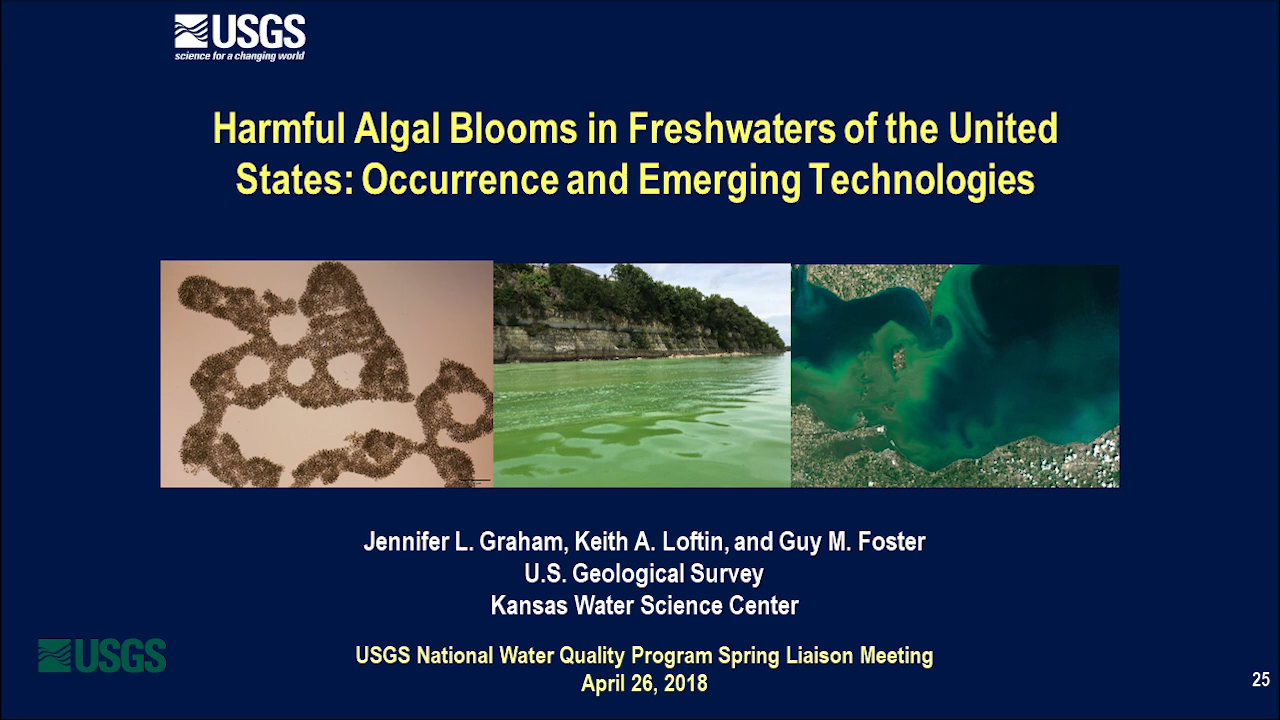 USGS
science for a changing world
Harmful Algal Blooms in Freshwaters of the United
States: Occurrence and Emerging Technologies
Jennifer L. Graham, Keith A. Loftin, and Guy M. Foster
U.S. Geological Survey
Kansas Water Science Center
USGS National Water Quality Program Spring Liaison Meeting
April 26, 2018
USGS
25